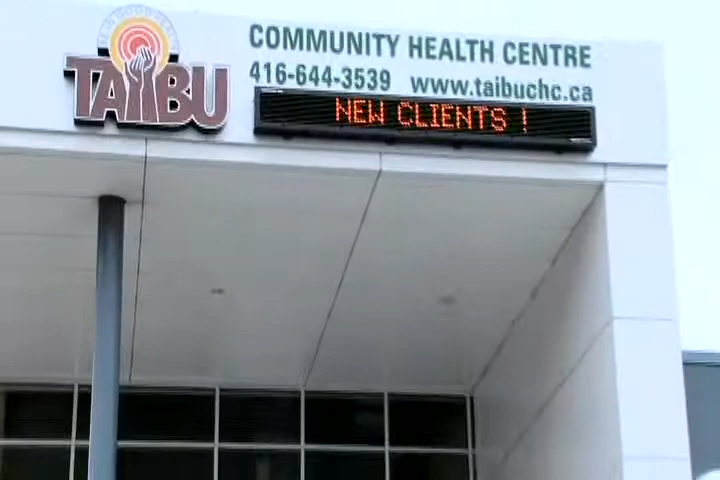 TAIBU
COMMUNITY HEALTH CENTRE
416-644-3539 www.taibuchc.ca
NEW CLIENTS !